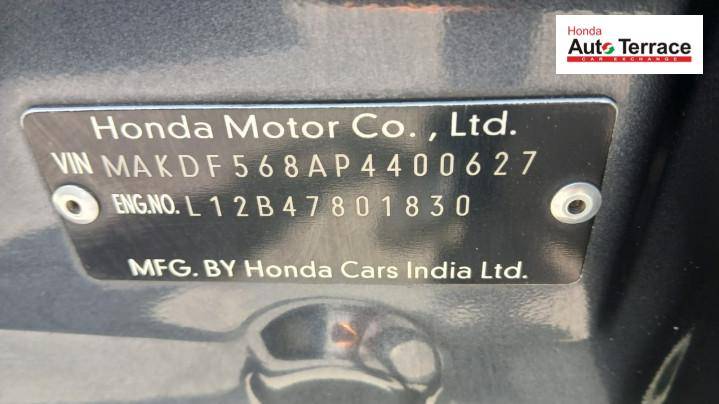 Honda
Auto Terrace
CAR EXCHANGE
Honda Motor Co., Ltd.
VIN MAKDF568AP4400627
ENG.NO. L12B47801830
MFG. BY Honda Cars India Ltd.